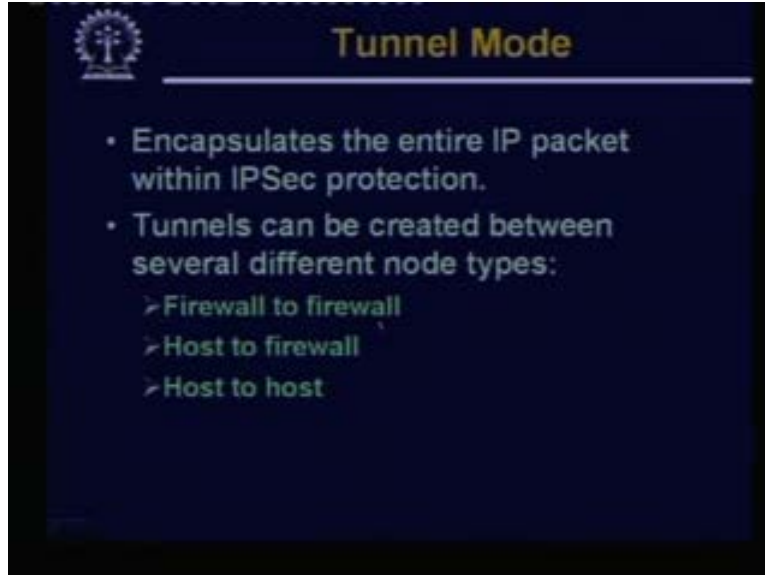 Tunnel Mode
• Encapsulates the entire IP packet
within IPSec protection.
• Tunnels can be created between
several different node types:
➢Firewall to firewall
➢Host to firewall
➢Host to host